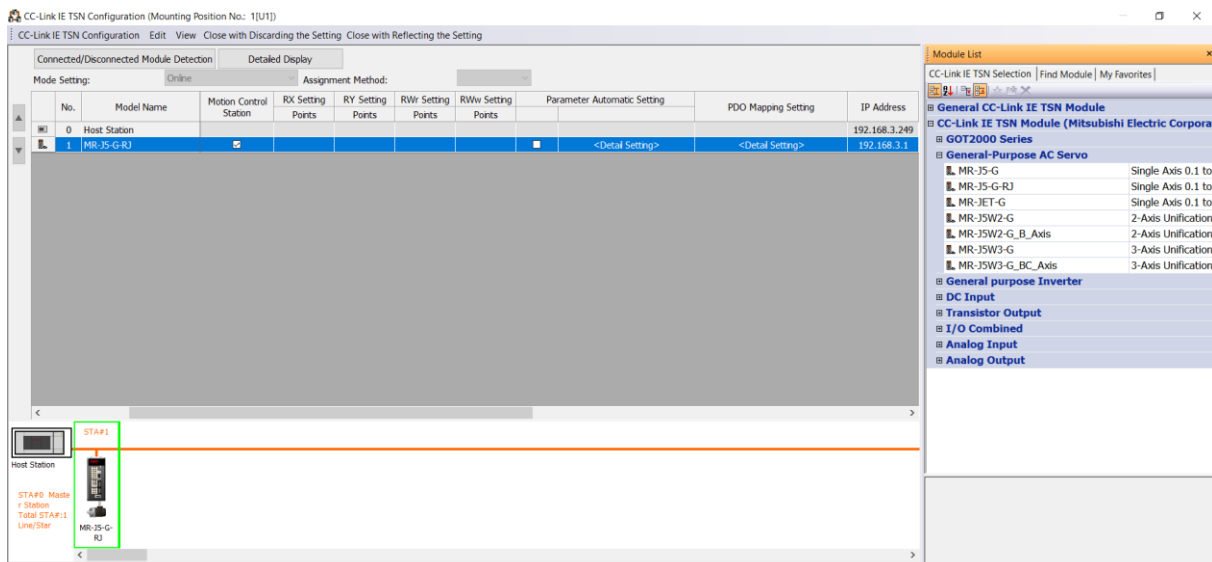 CC-Link IE TSN Configuration (Mounting Position No.: 1[U1])
CC-Link IE TSN Configuration Edit View Close with Discarding the Setting Close with Reflecting the Setting
Connected/Disconnected Module Detection Detailed Display
Mode Setting: Online Assignment Method:
No. Model Name Motion Control Station RX Setting RY Setting RWr Setting RWw Setting Parameter Automatic Setting PDO Mapping Setting IP Address
Points Points Points Points
0 Host Station 192.168.3.249
1 MR-J5-G-RJ <Detail Setting> <Detail Setting> 192.168.3.1
STA#1
Host Station
STA#0 Maste
r Station
Total STA#:1
Line/Star
MR-J5-G-
RJ
Module List
CC-Link IE TSN Selection Find Module My Favorites
General CC-Link IE TSN Module
CC-Link IE TSN Module (Mitsubishi Electric Corpora
GOT2000 Series
General-Purpose AC Servo
MR-J5-G Single Axis 0.1 to
MR-J5-G-RJ Single Axis 0.1 to
MR-JET-G Single Axis 0.1 to
MR-J5W2-G 2-Axis Unification
MR-J5W2-G_B_Axis 2-Axis Unification
MR-J5W3-G 3-Axis Unification
MR-J5W3-G_BC_Axis 3-Axis Unification
General purpose Inverter
DC Input
Transistor Output
I/O Combined
Analog Input
Analog Output